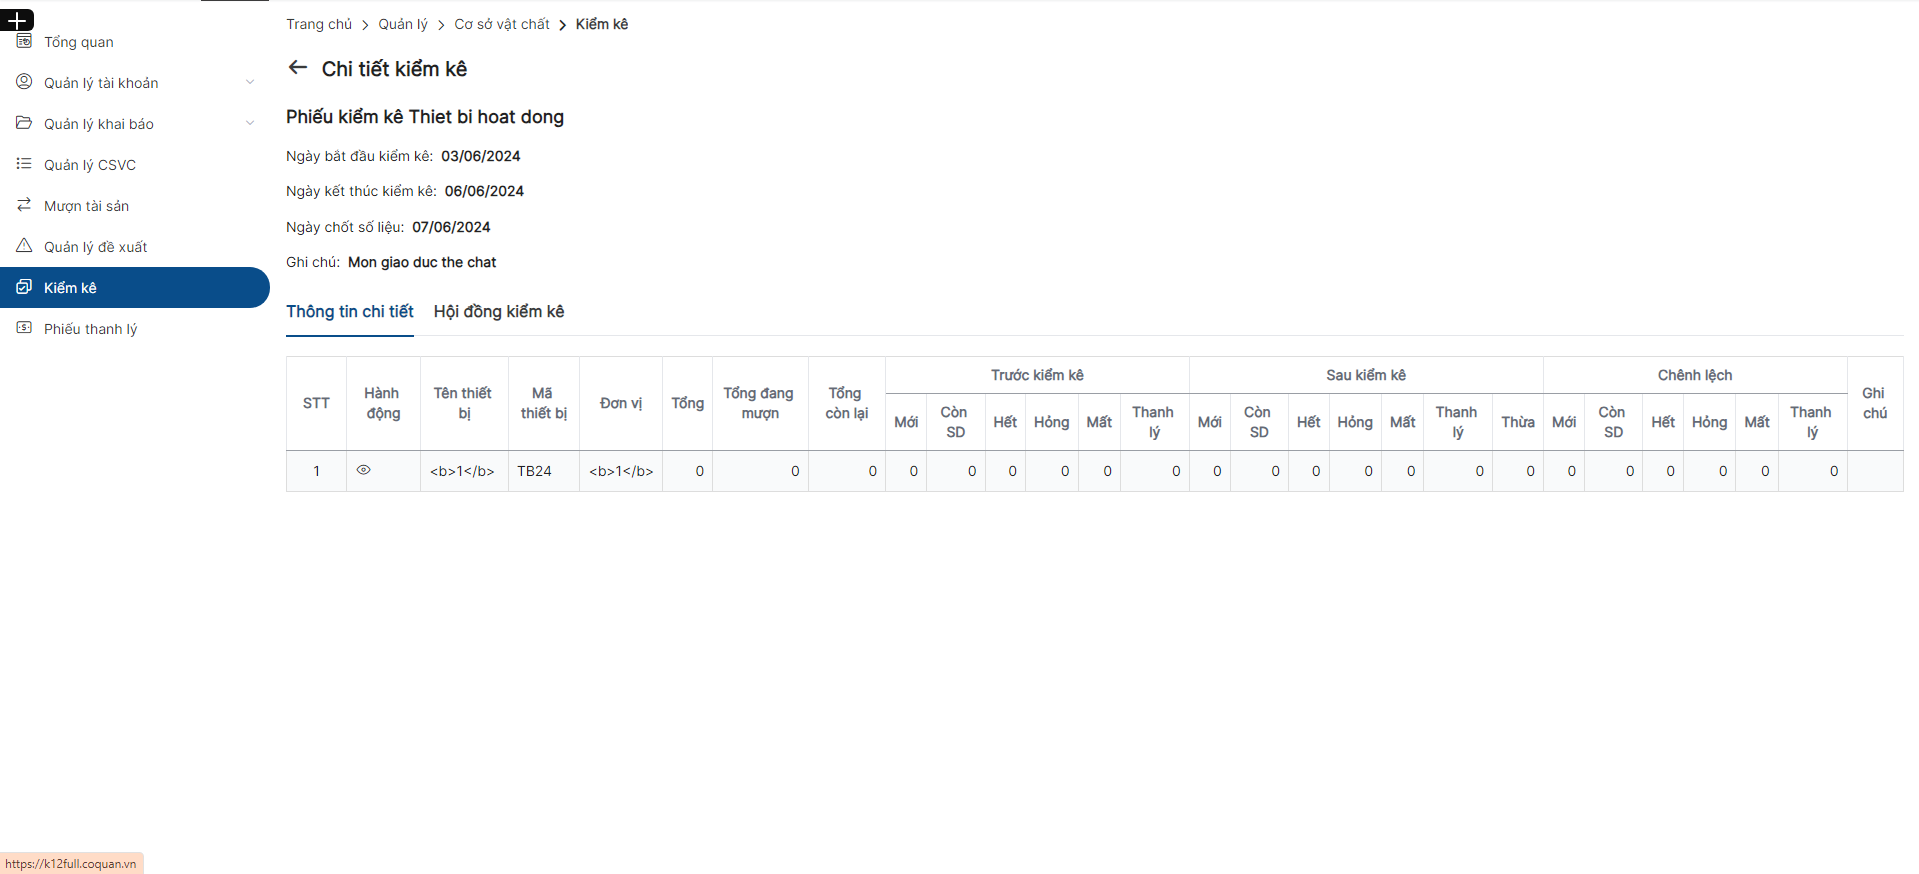 Trang chủ > Quản lý > Cơ sở vật chất > Kiểm kê
Tổng quan
Quản lý tài khoản
Quản lý khai báo
Quản lý CSVC
Mượn tài sản
Quản lý đề xuất
Kiểm kê
Phiếu thanh lý
Chi tiết kiểm kê
Phiếu kiểm kê Thiet bi hoat dong
Ngày bắt đầu kiểm kê: 03/06/2024
Ngày kết thúc kiểm kê: 06/06/2024
Ngày chốt số liệu: 07/06/2024
Ghi chú: Mon giao duc the chat
Thông tin chi tiết Hội đồng kiểm kê
Trước kiểm kê Sau kiểm kê Chênh lệch
STT Hành động Tên thiết bị Mã thiết bị Đơn vị Tổng Tổng đang mượn Tổng còn lại Mới Còn SD Hết Hỏng Mất Thanh lý Mới Còn SD Hết Hỏng Mất Thanh lý Thừa Mới Còn SD Hết Hỏng Mất Thanh lý Ghi chú
1 <b>1</b> TB24 <b>1</b> 0 0 0 0 0 0 0 0 0 0 0 0 0 0 0 0 0 0 0 0 0 0
https://k12full.coquan.vn